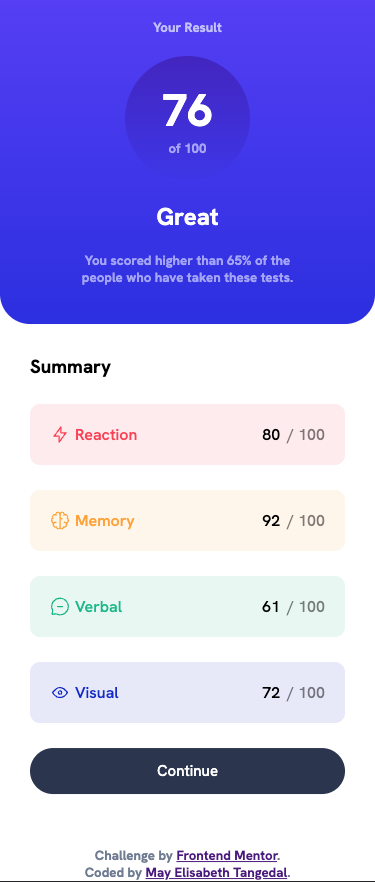 Your Result
76
of 100
Great
You scored higher than 65% of the
people who have taken these tests.
Summary
Reaction 80 / 100
Memory 92 / 100
Verbal 61 / 100
Visual 72 / 100
Continue
Challenge by Frontend Mentor.
Coded by May Elisabeth Tangedal.